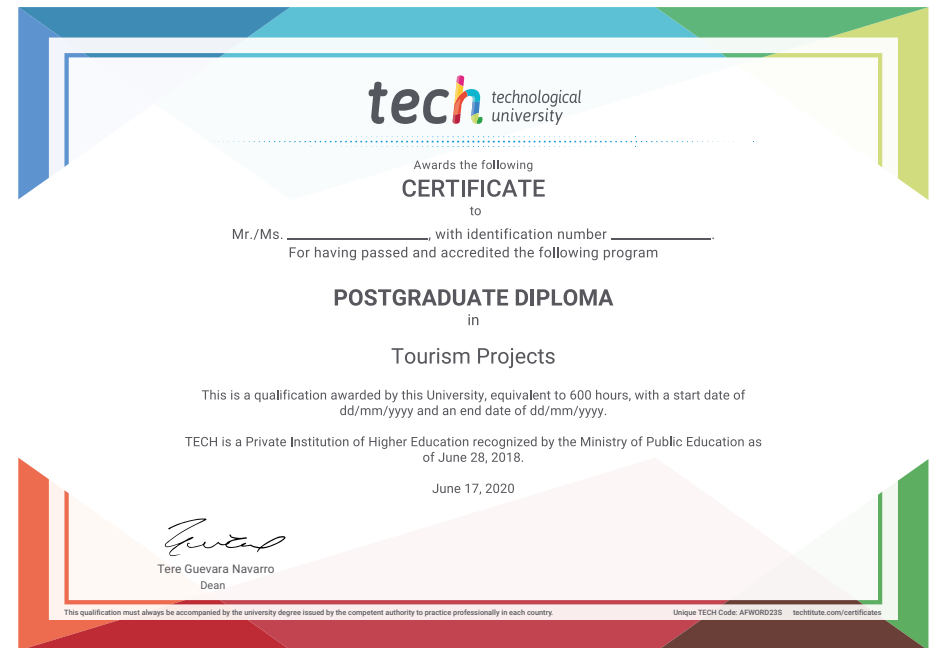 tech technological
university
Awards the following
CERTIFICATE
to
Mr./Ms. ____________________, with identification number ______________.
For having passed and accredited the following program
POSTGRADUATE DIPLOMA
in
Tourism Projects
This is a qualification awarded by this University, equivalent to 600 hours, with a start date of
dd/mm/yyyy and an end date of dd/mm/yyyy.
TECH is a Private Institution of Higher Education recognized by the Ministry of Public Education as
of June 28, 2018.
June 17, 2020
Tere Guevara Navarro
Dean
This qualification must always be accompanied by the university degree issued by the competent authority to practice professionally in each country. Unique TECH Code: AFWORD23S techtitute.com/certificates